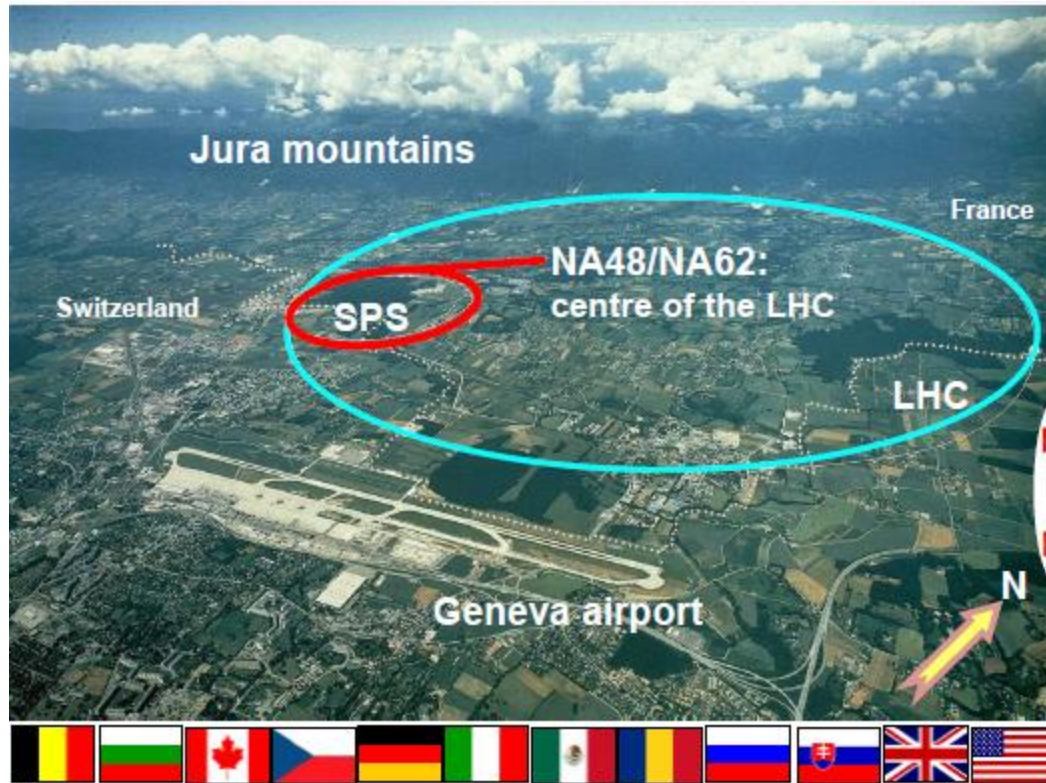 Jura mountains
France
NA48/NA62:
centre of the LHC
Switzerland
SPS
LHC
Geneva airport
N